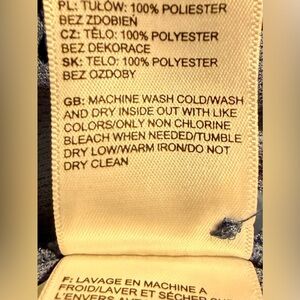 PL: TUŁÓW: 100% POLIESTER
BEZ ZDOBIEŃ
CZ: TĚLO: 100% POLYESTER
BEZ DEKORACE
SK: TELO: 100% POLYESTER
BEZ OZDOBY
GB: MACHINE WASH COLD/WASH
AND DRY INSIDE OUT WITH LIKE
COLORS/ONLY NON CHLORINE
BLEACH WHEN NEEDED/TUMBLE
DRY LOW/WARM IRON/DO NOT
DRY CLEAN
F: LAVAGE EN MACHINE A
FROID/LAVER ET SÉCHER SUR
L'ENVERS